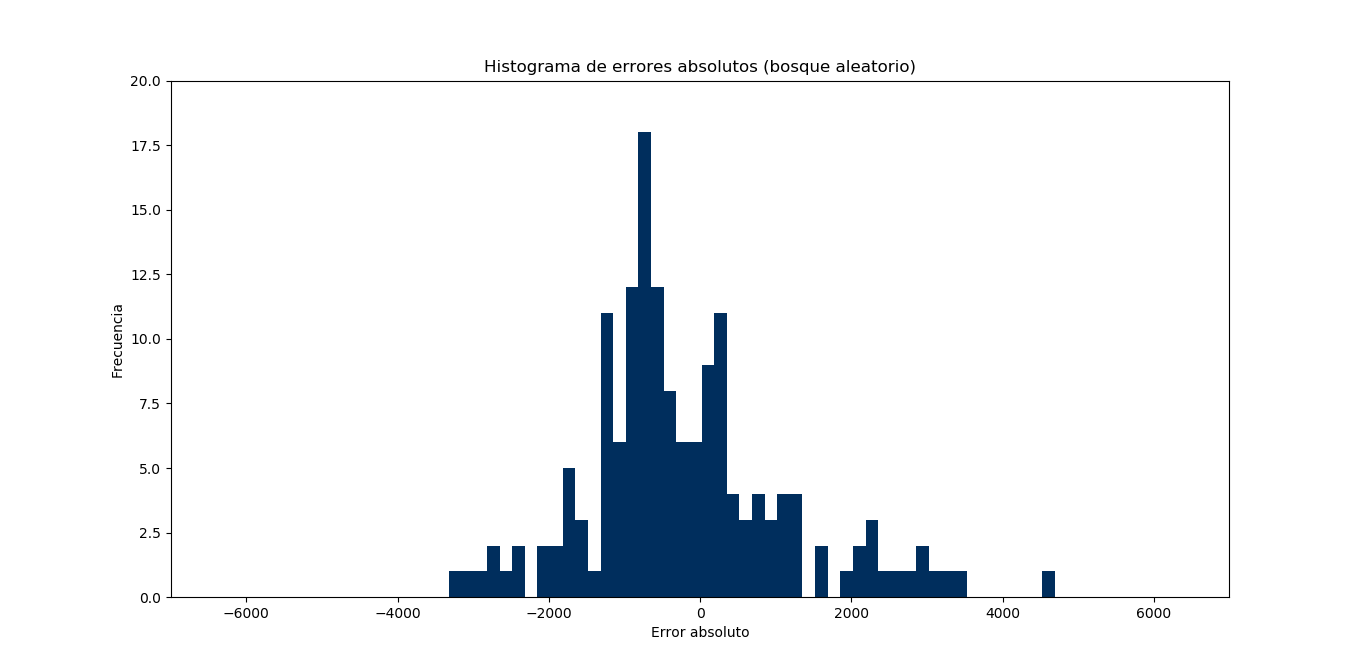 Histograma de errores absolutos (bosque aleatorio)
20.0
17.5
15.0
12.5
10.0
7.5
5.0
2.5
0.0
Frecuencia
−6000 −4000 −2000 0 2000 4000 6000
Error absoluto